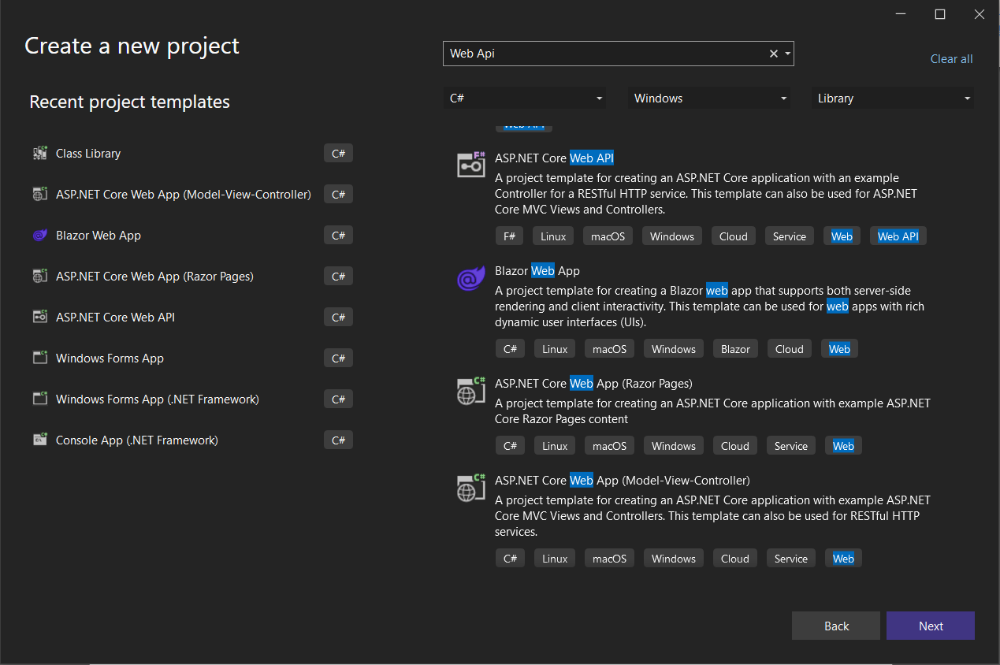 Create a new project
Web Api
Clear all
Recent project templates
C#
Windows
Library
Class Library
C#
ASP.NET Core Web App (Model-View-Controller)
C#
Blazor Web App
C#
ASP.NET Core Web App (Razor Pages)
C#
ASP.NET Core Web API
C#
Windows Forms App
C#
Windows Forms App (.NET Framework)
C#
Console App (.NET Framework)
C#
Web API
ASP.NET Core Web API
A project template for creating an ASP.NET Core application with an example
Controller for a RESTful HTTP service. This template can also be used for ASP.NET
Core MVC Views and Controllers.
F# Linux macOS Windows Cloud Service Web Web API
Blazor Web App
A project template for creating a Blazor web app that supports both server-side
rendering and client interactivity. This template can be used for web apps with rich
dynamic user interfaces (UIs).
C# Linux macOS Windows Blazor Cloud Web
ASP.NET Core Web App (Razor Pages)
A project template for creating an ASP.NET Core application with example ASP.NET
Core Razor Pages content
C# Linux macOS Windows Cloud Service Web
ASP.NET Core Web App (Model-View-Controller)
A project template for creating an ASP.NET Core application with example ASP.NET
Core MVC Views and Controllers. This template can also be used for RESTful HTTP
services.
C# Linux macOS Windows Cloud Service Web
Back
Next